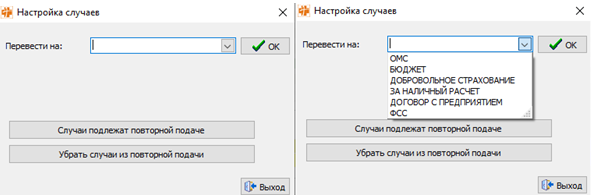 Настройка случаев
Перевести на:
ОК
Случаи подлежат повторной подаче
Убрать случаи из повторной подачи
Выход
Настройка случаев
Перевести на:
ОК
ОМС
БЮДЖЕТ
ДОБРОВОЛЬНОЕ СТРАХОВАНИЕ
ЗА НАЛИЧНЫЙ РАСЧЕТ
ДОГОВОР С ПРЕДПРИЯТИЕМ
ФСС
Случаи подлежат повторной подаче
Убрать случаи из повторной подачи
Выход